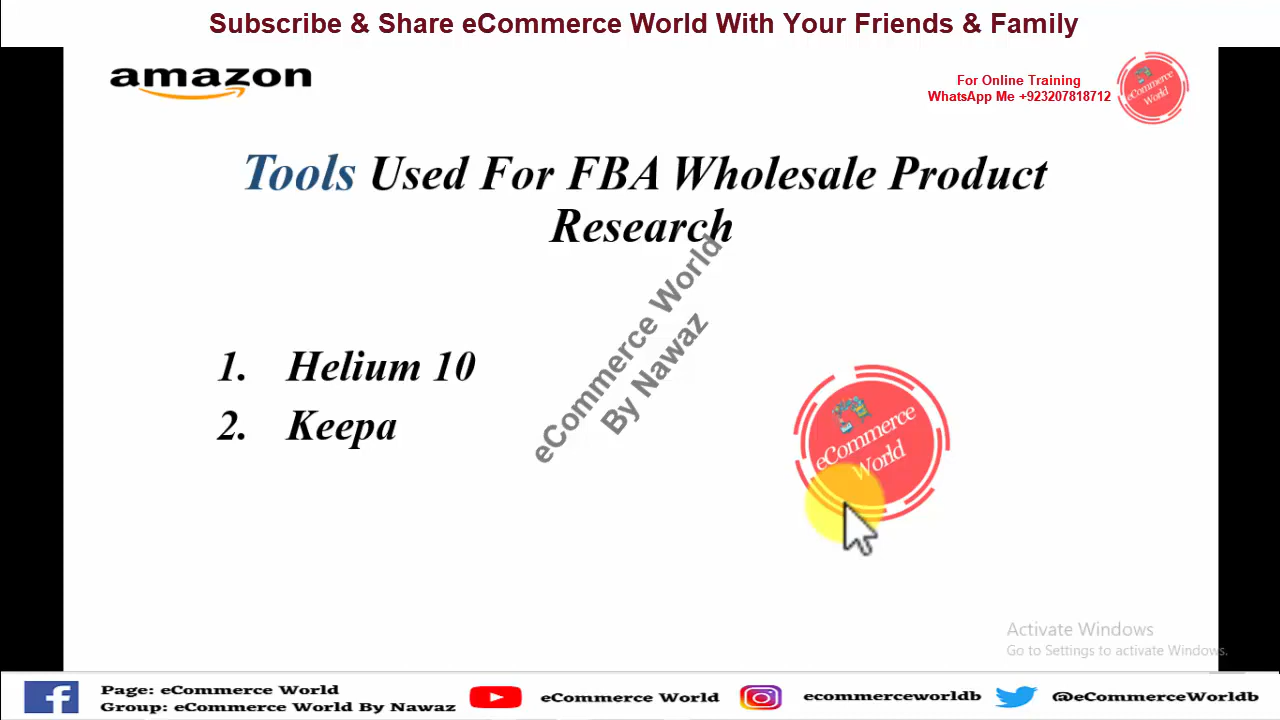 Subscribe & Share eCommerce World With Your Friends & Family
amazon
For Online Training
WhatsApp Me +923207818712
eCommerce
World
Tools Used For FBA Wholesale Product
Research
1. Helium 10
2. Keepa
eCommerce World
By Nawaz
eCommerce
World
Activate Windows
Go to Settings to activate Windows.
Page: eCommerce World
Group: eCommerce World By Nawaz
eCommerce World
ecommerceworldb
@eCommerceWorldb